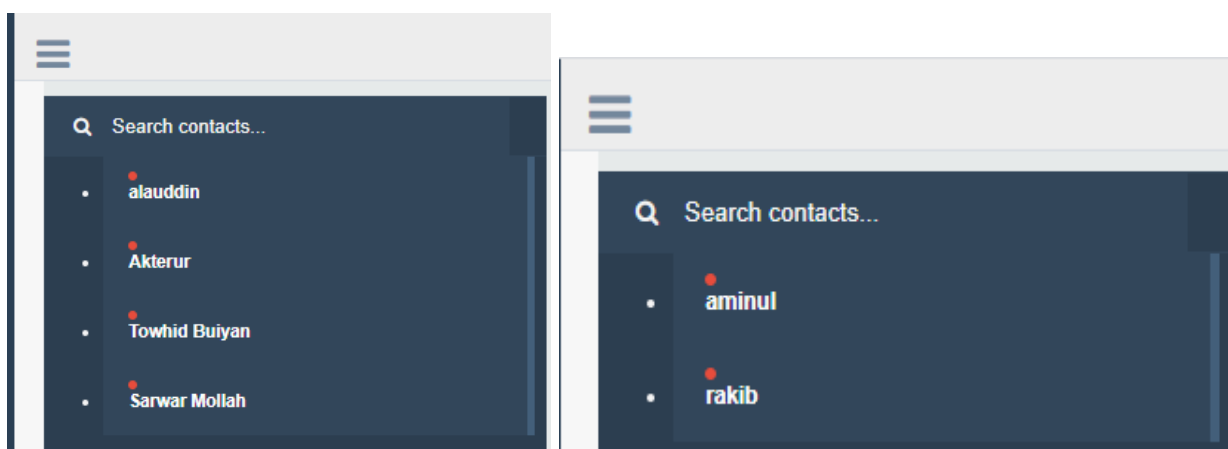 Search contacts...
alauddin
Akterur
Towhid Buiyan
Sarwar Mollah
Search contacts...
aminul
rakib